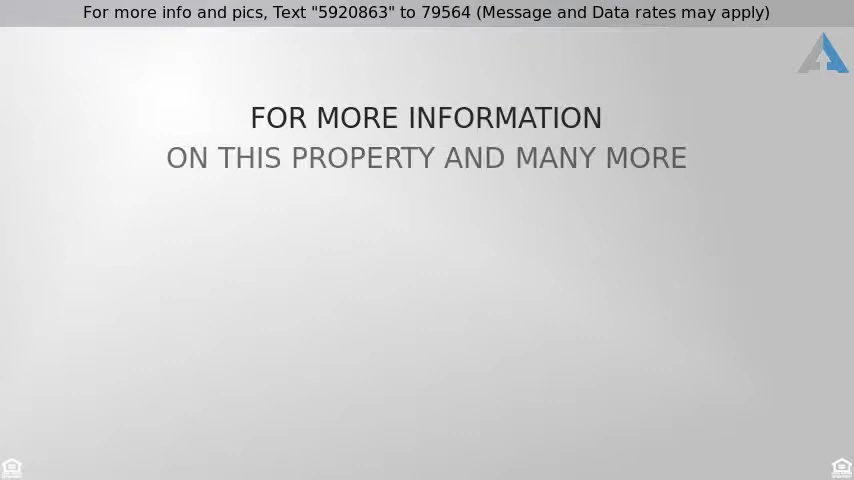 For more info and pics, Text "5920863" to 79564 (Message and Data rates may apply)
FOR MORE INFORMATION
ON THIS PROPERTY AND MANY MORE